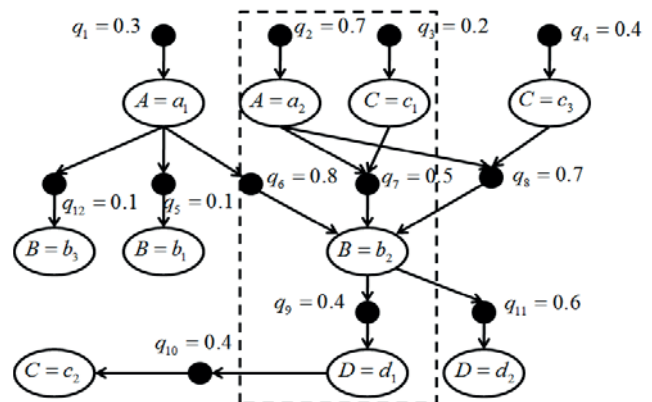 q₁ = 0.3 q₂ = 0.7 q₃ = 0.2 q₄ = 0.4
A = a₁ A = a₂ C = c₁ C = c₃
q₁₂ = 0.1 q₅ = 0.1 q₆ = 0.8 q₇ = 0.5 q₈ = 0.7
B = b₃ B = b₁ B = b₂
q₉ = 0.4 q₁₁ = 0.6
q₁₀ = 0.4
C = c₂ D = d₁ D = d₂